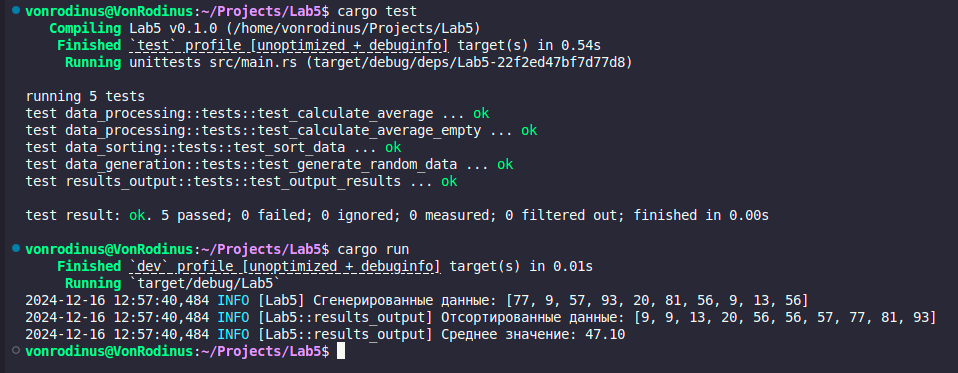 vonrodinus@VonRodinus:~/Projects/Lab5$ cargo test
Compiling Lab5 v0.1.0 (/home/vonrodinus/Projects/Lab5)
Finished `test` profile [unoptimized + debuginfo] target(s) in 0.54s
Running unittests src/main.rs (target/debug/deps/Lab5-22f2ed47bf7d77d8)
running 5 tests
test data_processing::tests::test_calculate_average ... ok
test data_processing::tests::test_calculate_average_empty ... ok
test data_sorting::tests::test_sort_data ... ok
test data_generation::tests::test_generate_random_data ... ok
test results_output::tests::test_output_results ... ok
test result: ok. 5 passed; 0 failed; 0 ignored; 0 measured; 0 filtered out; finished in 0.00s
vonrodinus@VonRodinus:~/Projects/Lab5$ cargo run
Finished `dev` profile [unoptimized + debuginfo] target(s) in 0.01s
Running `target/debug/Lab5`
2024-12-16 12:57:40,484 INFO [Lab5] Сгенерированные данные: [77, 9, 57, 93, 20, 81, 56, 9, 13, 56]
2024-12-16 12:57:40,484 INFO [Lab5::results_output] Отсортированные данные: [9, 9, 13, 20, 56, 56, 57, 77, 81, 93]
2024-12-16 12:57:40,484 INFO [Lab5::results_output] Среднее значение: 47.10
vonrodinus@VonRodinus:~/Projects/Lab5$